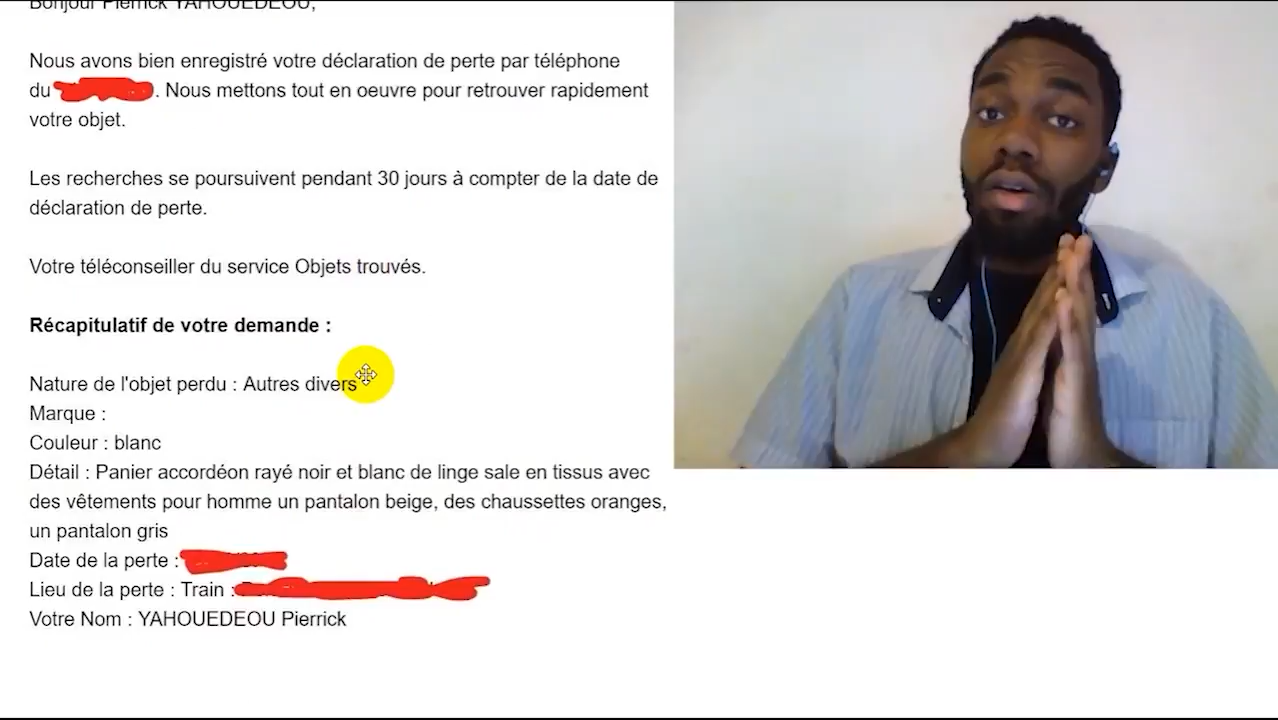 Bonjour Pierrick YAHOUEDEOU,
Nous avons bien enregistré votre déclaration de perte par téléphone
du . Nous mettons tout en oeuvre pour retrouver rapidement
votre objet.
Les recherches se poursuivent pendant 30 jours à compter de la date de
déclaration de perte.
Votre téléconseiller du service Objets trouvés.
Récapitulatif de votre demande :
Nature de l'objet perdu : Autres divers
Marque :
Couleur : blanc
Détail : Panier accordéon rayé noir et blanc de linge sale en tissus avec
des vêtements pour homme un pantalon beige, des chaussettes oranges,
un pantalon gris
Date de la perte :
Lieu de la perte : Train :
Votre Nom : YAHOUEDEOU Pierrick